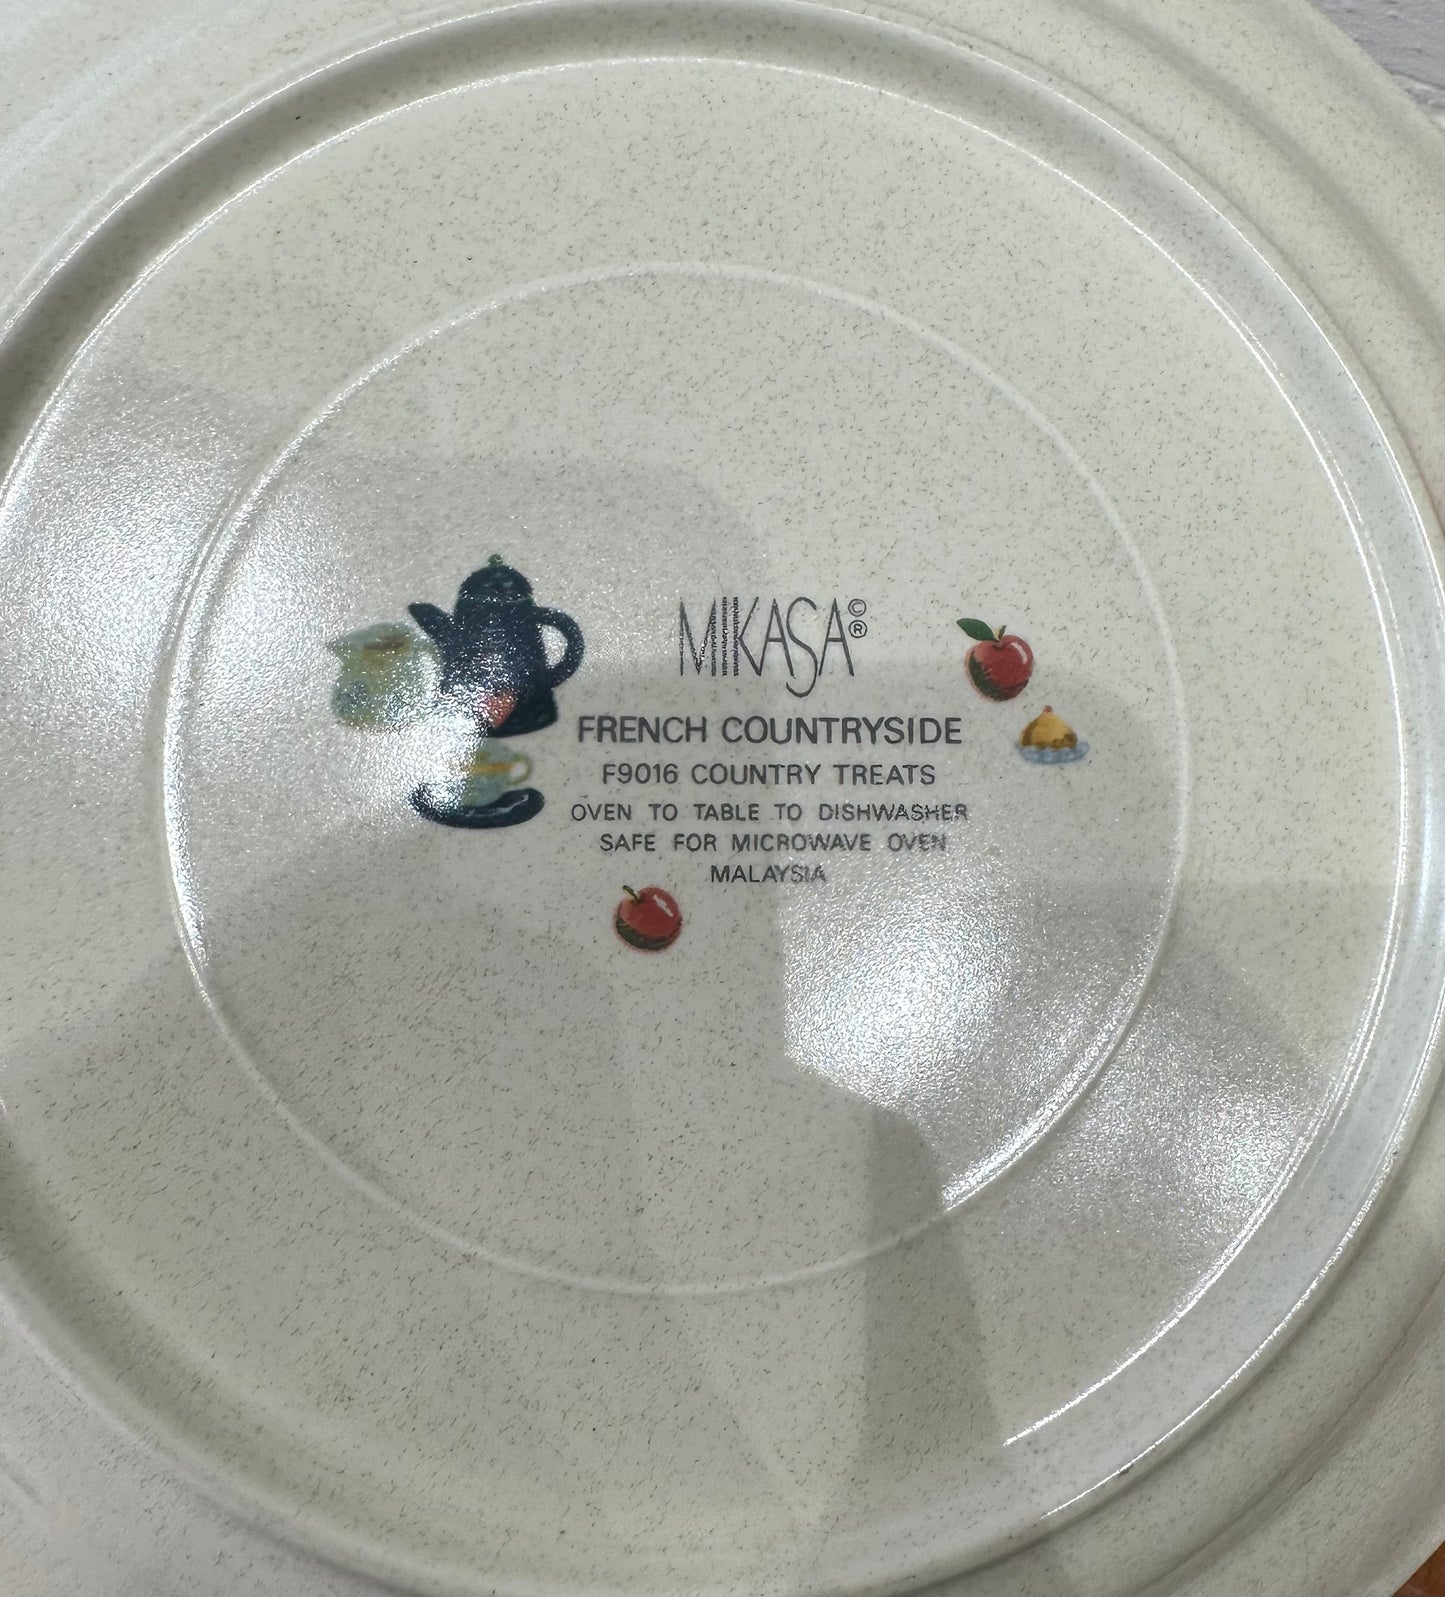 MIKASA©®
FRENCH COUNTRYSIDE
F9016 COUNTRY TREATS
OVEN TO TABLE TO DISHWASHER
SAFE FOR MICROWAVE OVEN
MALAYSIA